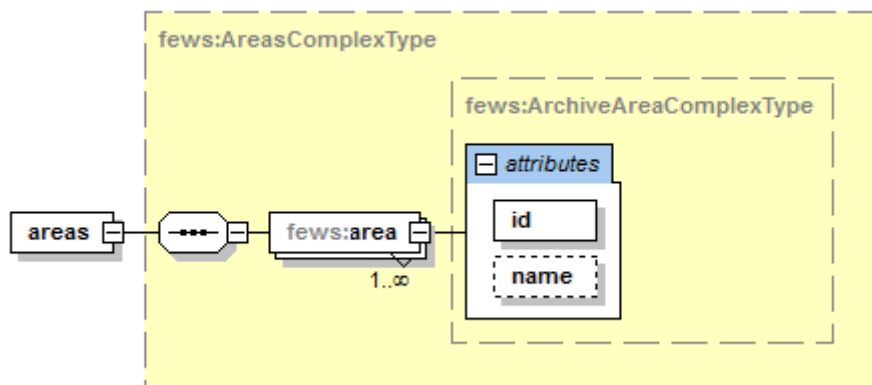 fews:AreasComplexType
fews:ArchiveAreaComplexType
attributes
areas
fews:area
id
name
1..∞